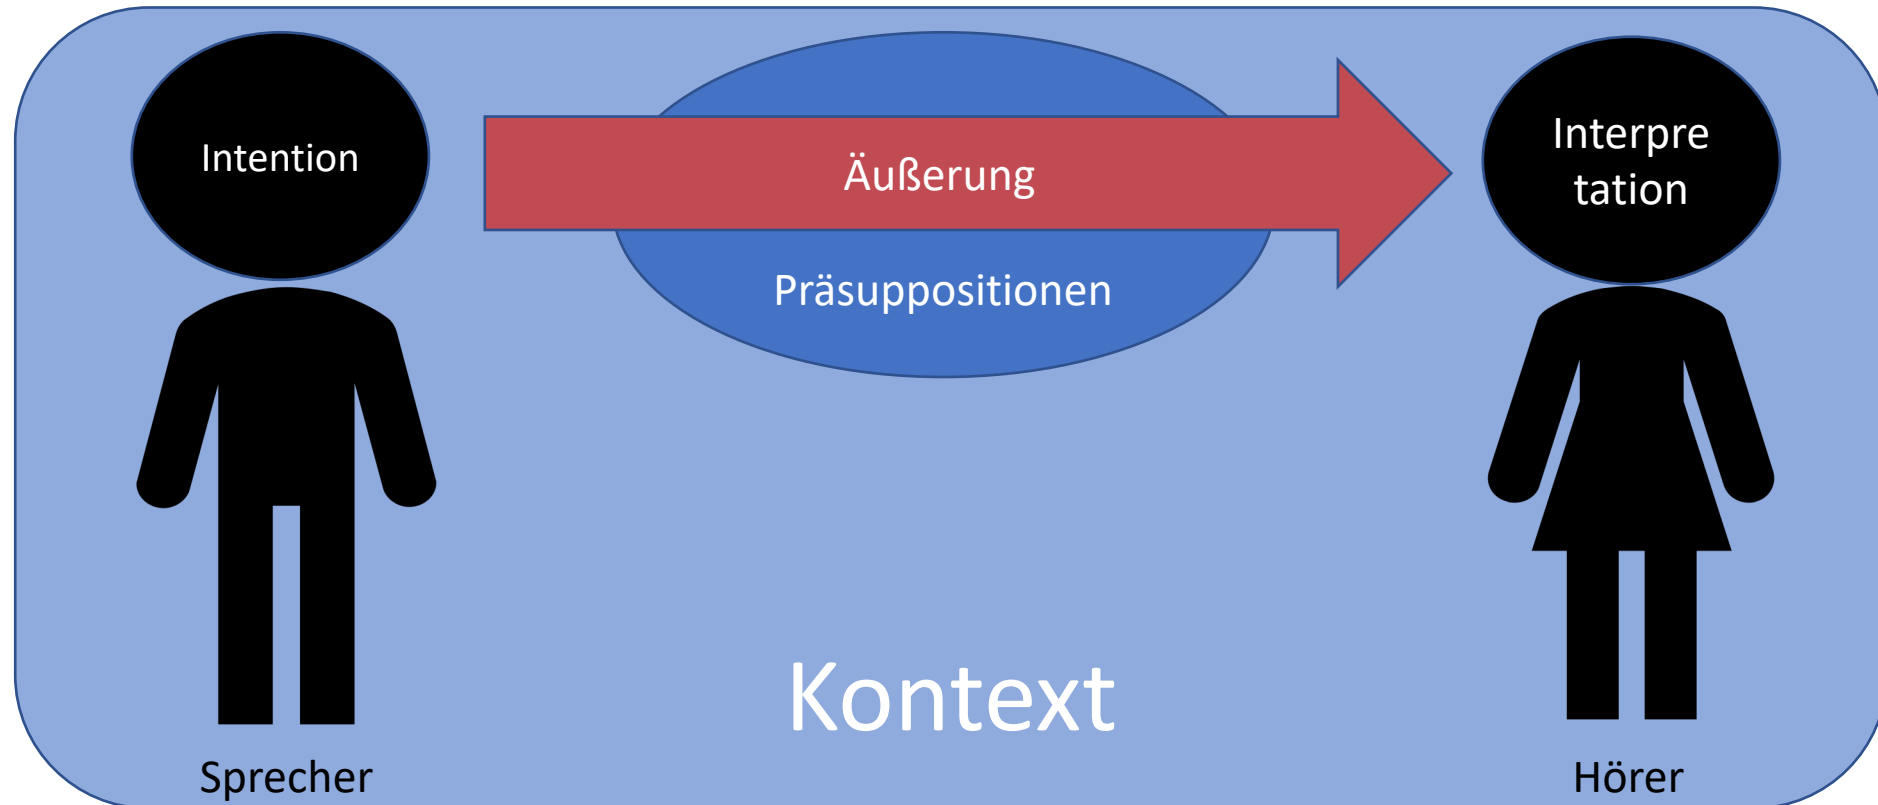 Intention
Äußerung
Interpre
tation
Präsuppositionen
Kontext
Sprecher
Hörer